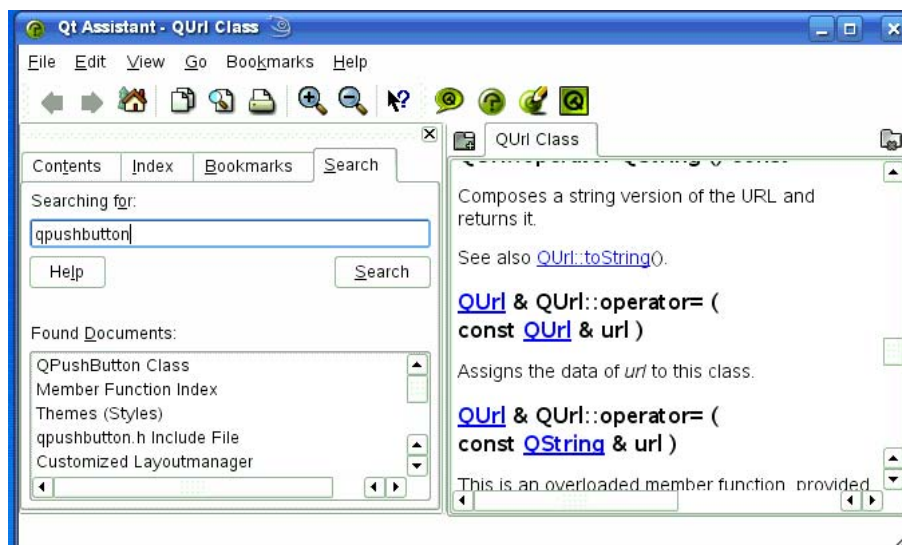 Qt Assistant - QUrl Class
File Edit View Go Bookmarks Help
Contents Index Bookmarks Search
Searching for:
qpushbutton
Help Search
Found Documents:
QPushButton Class
Member Function Index
Themes (Styles)
qpushbutton.h Include File
Customized Layoutmanager
QUrl Class
Composes a string version of the URL and
returns it.
See also QUrl::toString().
QUrl & QUrl::operator= (
const QUrl & url )
Assigns the data of url to this class.
QUrl & QUrl::operator= (
const QString & url )
This is an overloaded member function, provided